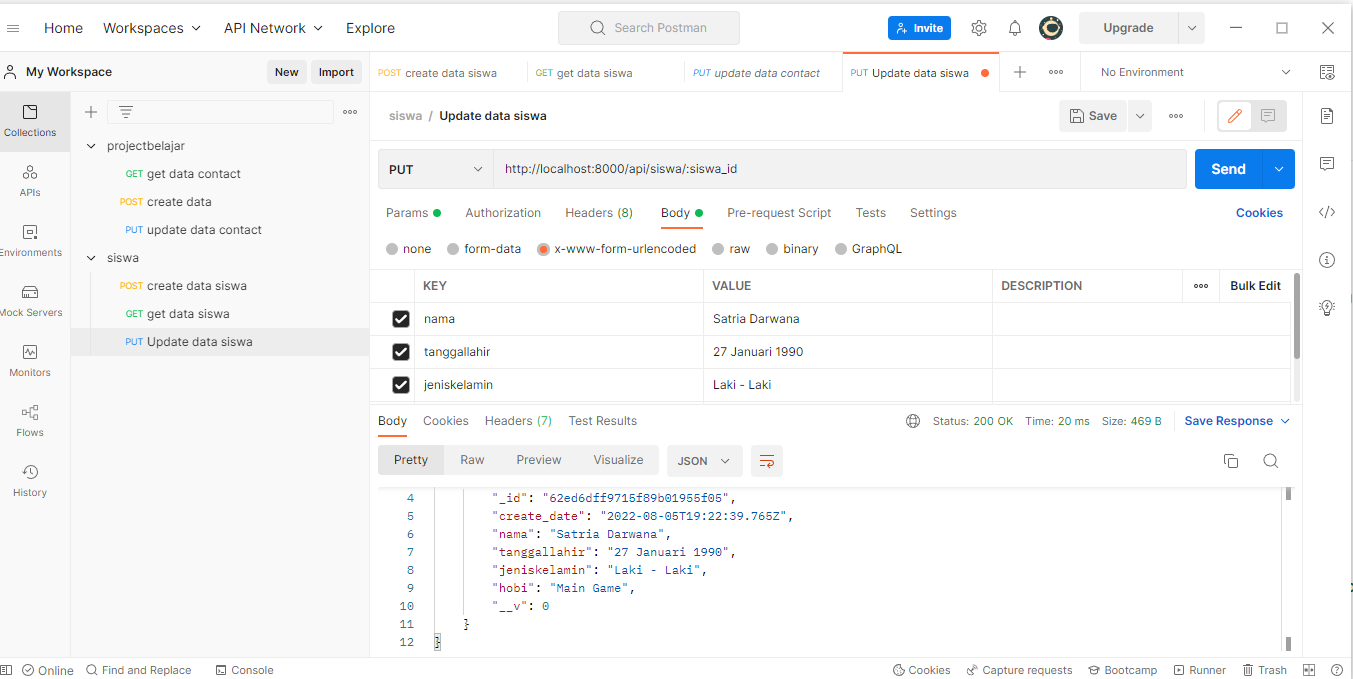 Home Workspaces API Network Explore Search Postman Invite Upgrade
My Workspace New Import POST create data siswa GET get data siswa PUT update data contact PUT Update data siswa No Environment
Collections
APIs
Environments
Mock Servers
Monitors
Flows
History
projectbelajar
GET get data contact
POST create data
PUT update data contact
siswa
POST create data siswa
GET get data siswa
PUT Update data siswa
siswa / Update data siswa Save
PUT http://localhost:8000/api/siswa/:siswa_id Send
Params Authorization Headers (8) Body Pre-request Script Tests Settings Cookies
none form-data x-www-form-urlencoded raw binary GraphQL
KEY VALUE DESCRIPTION Bulk Edit
nama Satria Darwana
tanggallahir 27 Januari 1990
jeniskelamin Laki - Laki
Body Cookies Headers (7) Test Results Status: 200 OK Time: 20 ms Size: 469 B Save Response
Pretty Raw Preview Visualize JSON
4 "_id": "62ed6dff9715f89b01955f05",
5 "create_date": "2022-08-05T19:22:39.765Z",
6 "nama": "Satria Darwana",
7 "tanggallahir": "27 Januari 1990",
8 "jeniskelamin": "Laki - Laki",
9 "hobi": "Main Game",
10 "__v": 0
11 }
12 }
Online Find and Replace Console Cookies Capture requests Bootcamp Runner Trash